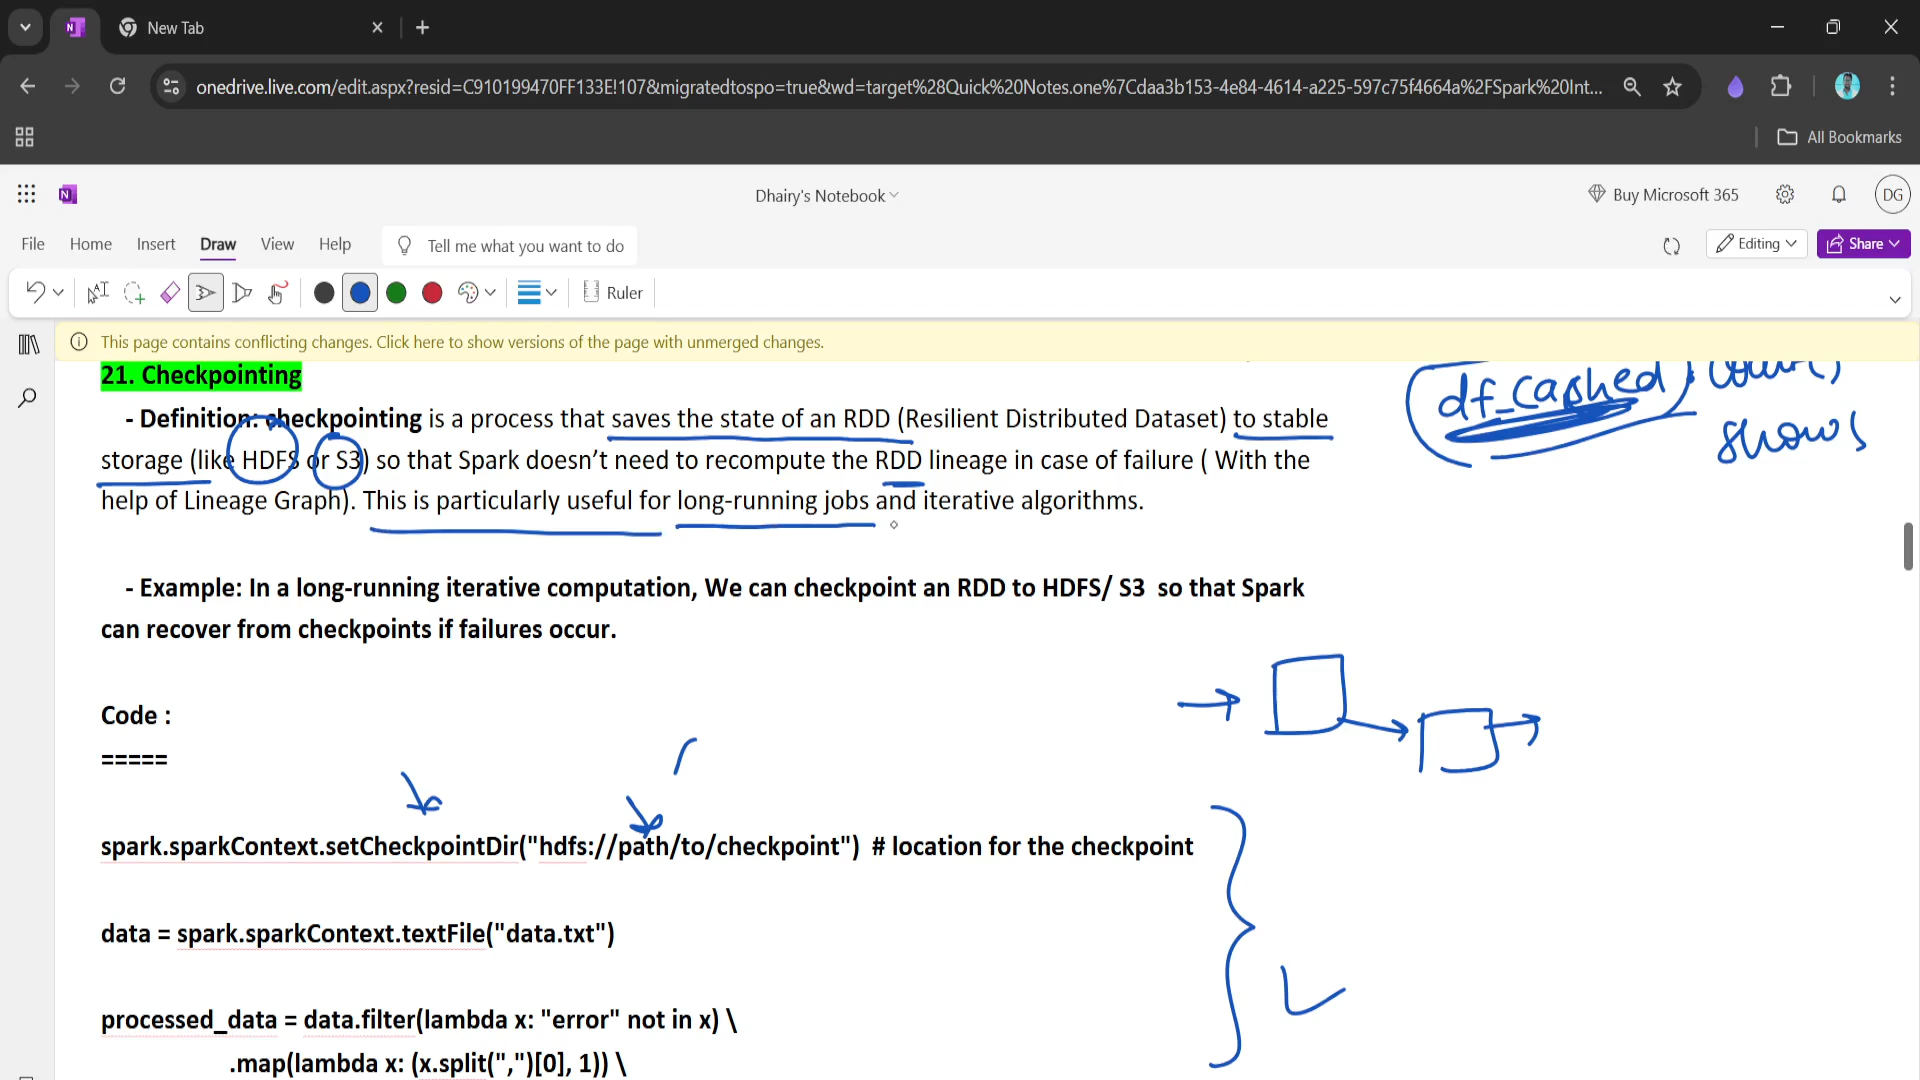 New Tab
onedrive.live.com/edit.aspx?resid=C910199470FF133E!107&migratedtospo=true&wd=target%28Quick%20Notes.one%7Cdaa3b153-4e84-4614-a225-597c75f4664a%2FSpark%20Int...
All Bookmarks
Dhairy's Notebook
Buy Microsoft 365
DG
File Home Insert Draw View Help
Tell me what you want to do
Editing
Share
Ruler
This page contains conflicting changes. Click here to show versions of the page with unmerged changes.
21. Checkpointing
- Definition: checkpointing is a process that saves the state of an RDD (Resilient Distributed Dataset) to stable
storage (like HDFS or S3) so that Spark doesn't need to recompute the RDD lineage in case of failure ( With the
help of Lineage Graph). This is particularly useful for long-running jobs and iterative algorithms.
df_cashed
- Example: In a long-running iterative computation, We can checkpoint an RDD to HDFS/ S3 so that Spark
can recover from checkpoints if failures occur.
Code :
=====
spark.sparkContext.setCheckpointDir("hdfs://path/to/checkpoint") # location for the checkpoint
data = spark.sparkContext.textFile("data.txt")
processed_data = data.filter(lambda x: "error" not in x) \
.map(lambda x: (x.split(",")[0], 1)) \